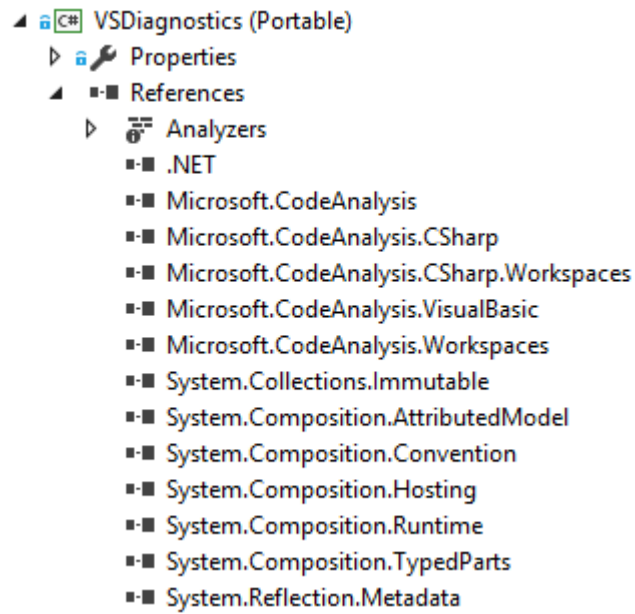 C# VSDiagnostics (Portable)
Properties
References
Analyzers
.NET
Microsoft.CodeAnalysis
Microsoft.CodeAnalysis.CSharp
Microsoft.CodeAnalysis.CSharp.Workspaces
Microsoft.CodeAnalysis.VisualBasic
Microsoft.CodeAnalysis.Workspaces
System.Collections.Immutable
System.Composition.AttributedModel
System.Composition.Convention
System.Composition.Hosting
System.Composition.Runtime
System.Composition.TypedParts
System.Reflection.Metadata